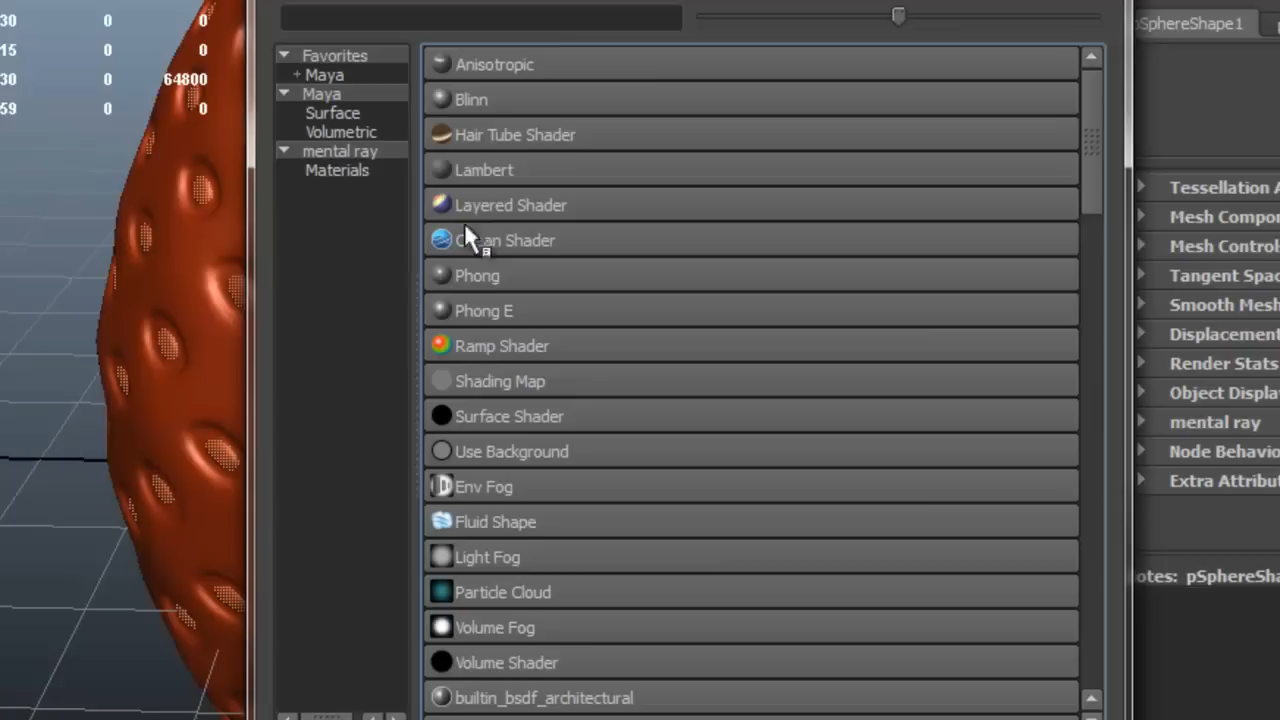 30 0 0
15 0 0
30 0 64800
59 0 0
Favorites
+ Maya
Maya
Surface
Volumetric
mental ray
Materials
Anisotropic
Blinn
Hair Tube Shader
Lambert
Layered Shader
Shader
Phong
Phong E
Ramp Shader
Shading Map
Surface Shader
Use Background
Env Fog
Fluid Shape
Light Fog
Particle Cloud
Volume Fog
Volume Shader
builtin_bsdf_architectural
pSphereShape1
Tessellation A
Mesh Compo
Mesh Control
Tangent Spac
Smooth Mesh
Displacement
Render Stats
Object Displa
mental ray
Node Behavio
Extra Attribut
otes: pSphereSha